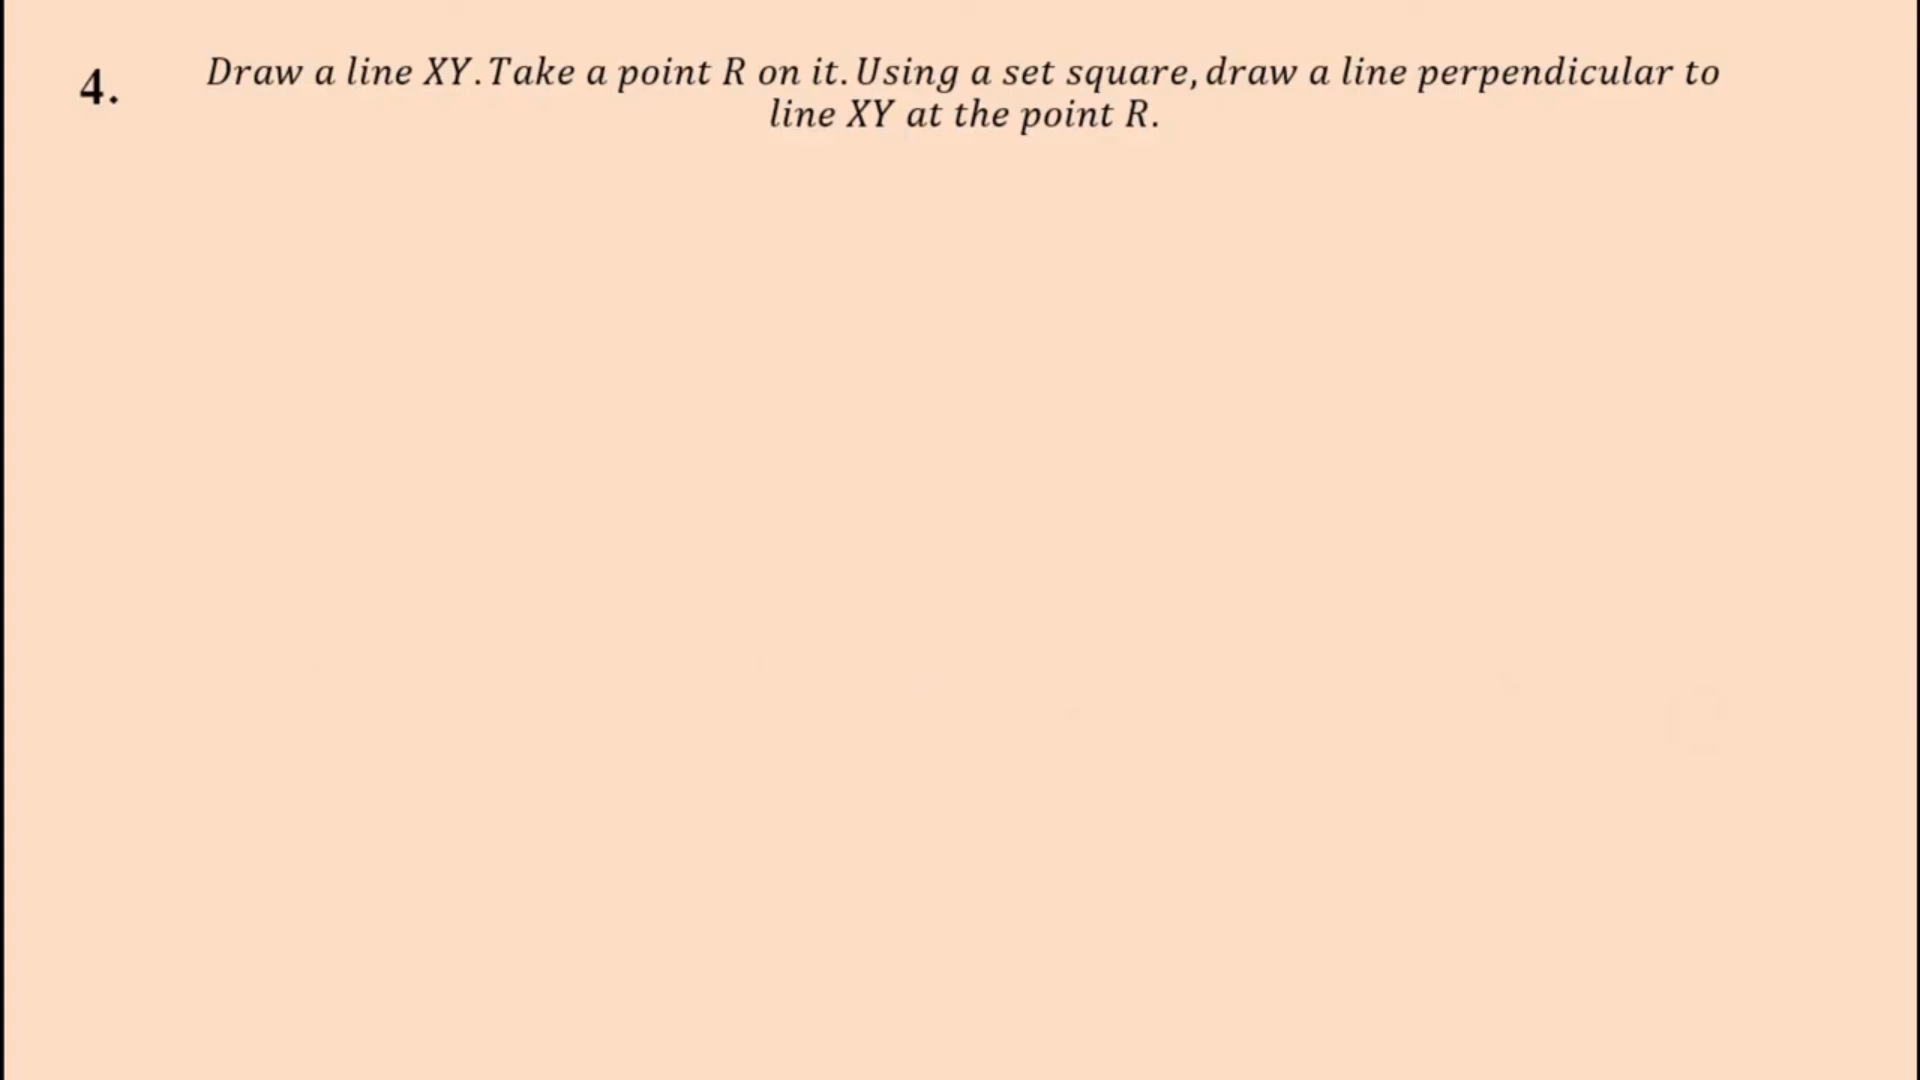 4. Draw a line XY. Take a point R on it. Using a set square, draw a line perpendicular to
line XY at the point R.